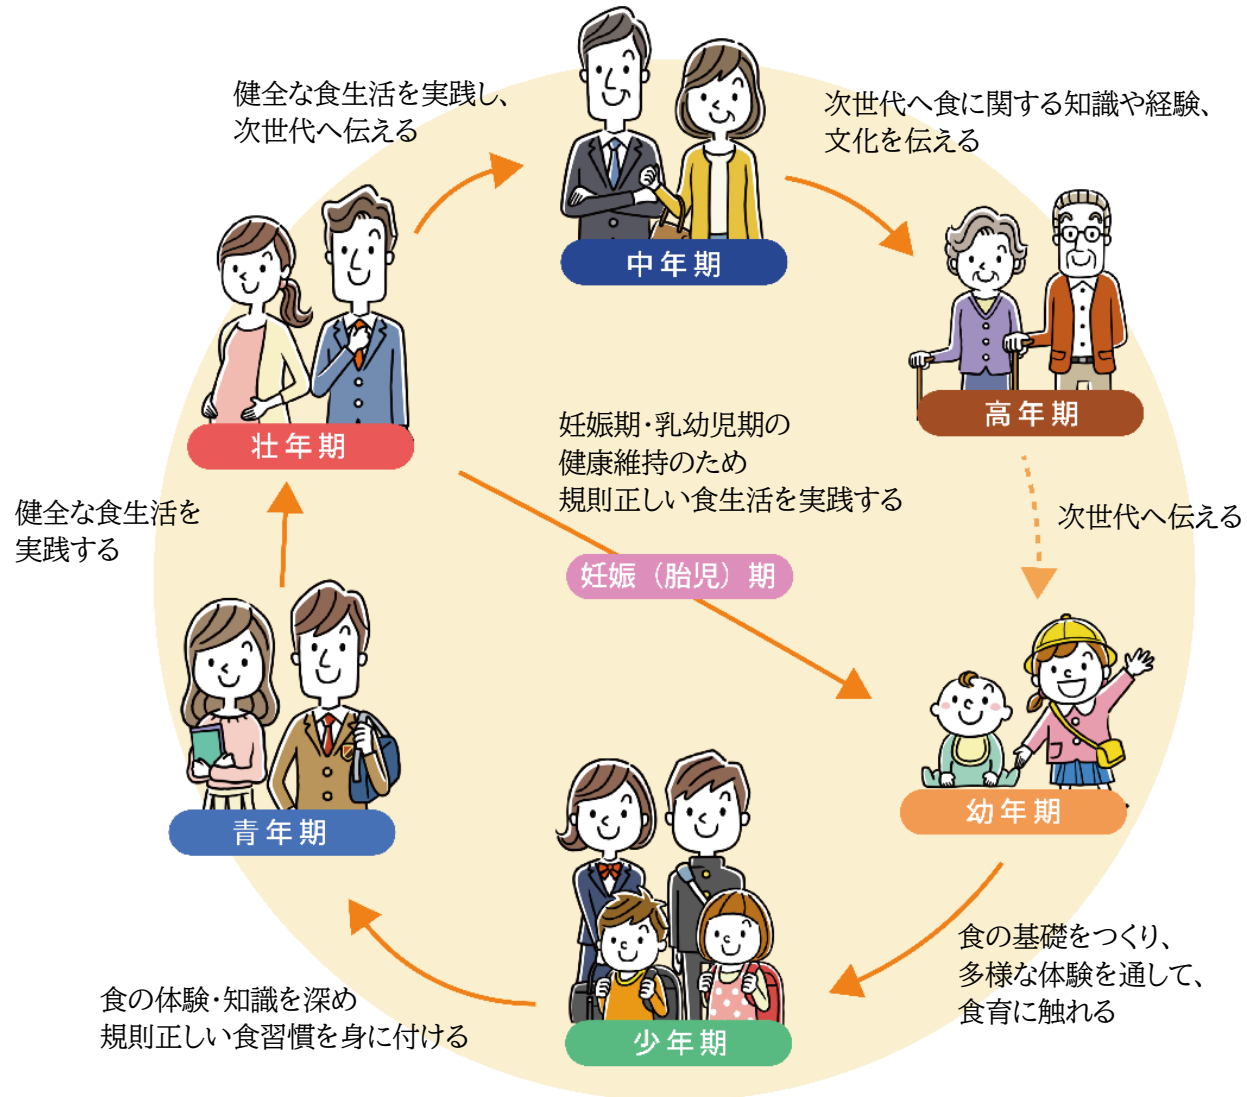 健全な食生活を実践し、
次世代へ伝える
次世代へ食に関する知識や経験、
文化を伝える
中年期
高年期
壮年期
妊娠期・乳幼児期の
健康維持のため
規則正しい食生活を実践する
健全な食生活を
実践する
次世代へ伝える
妊娠（胎児）期
幼年期
青年期
食の基礎をつくり、
多様な体験を通して、
食育に触れる
食の体験・知識を深め
規則正しい食習慣を身に付ける
少年期